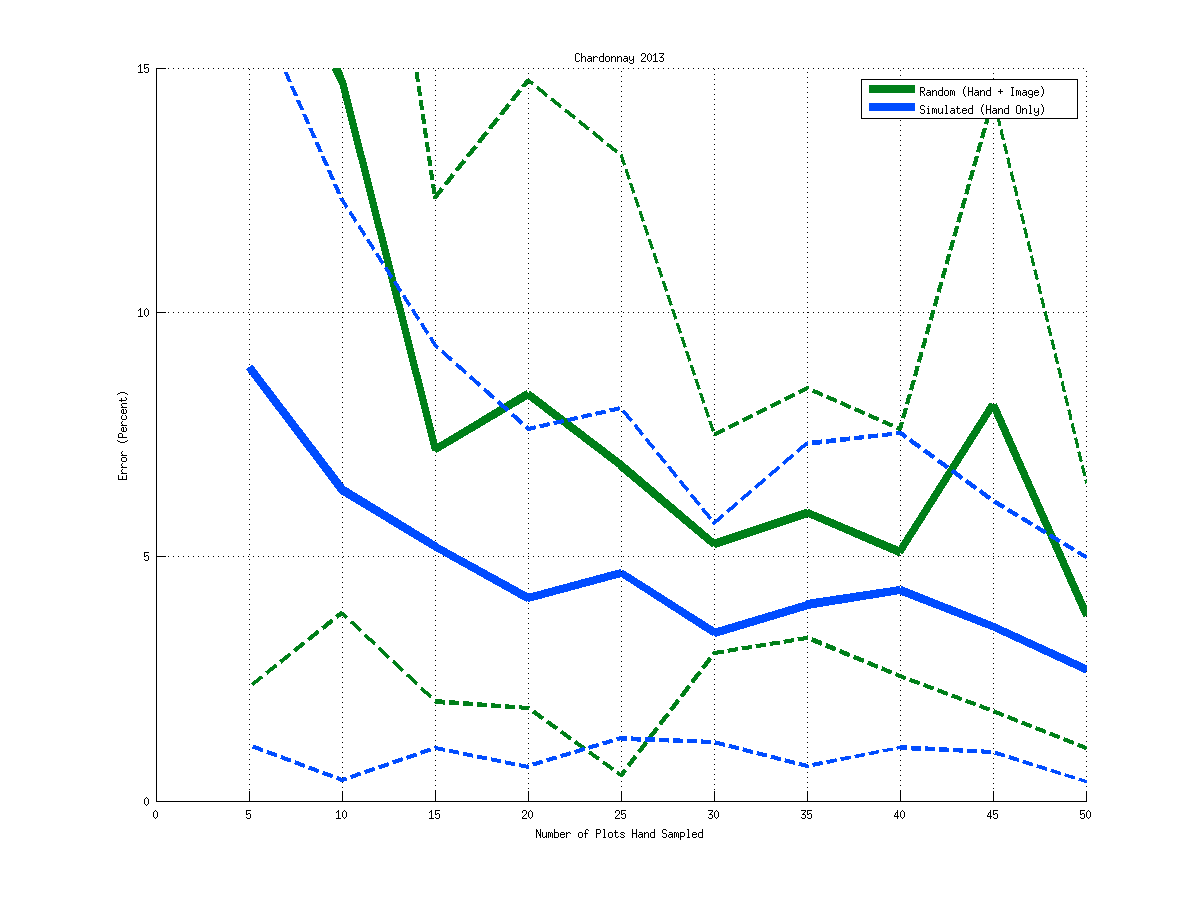 Chardonnay 2013
15
Random (Hand + Image)
Simulated (Hand Only)
10
Error (Percent)
5
0
0 5 10 15 20 25 30 35 40 45 50
Number of Plots Hand Sampled